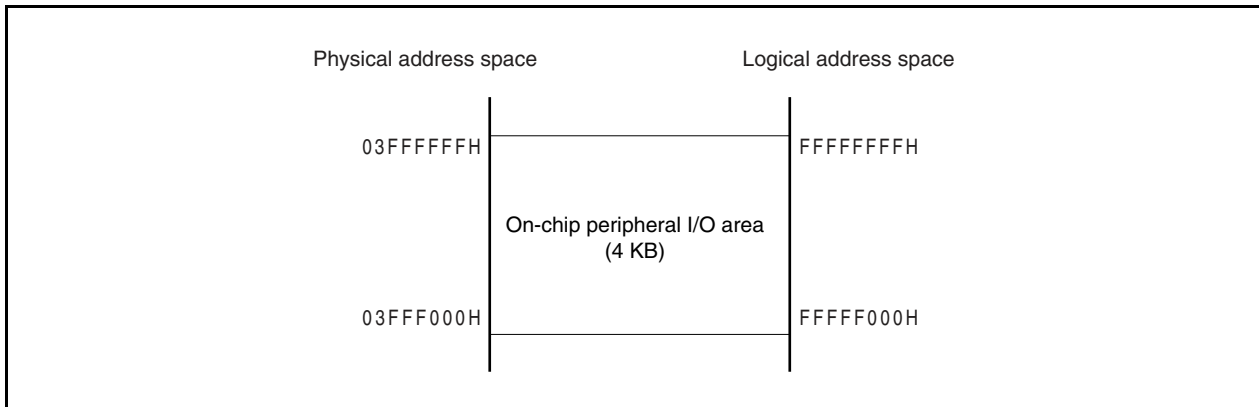 Physical address space
Logical address space
03FFFFFFH
FFFFFFFFH
On-chip peripheral I/O area
(4 KB)
03FFF000H
FFFFF000H